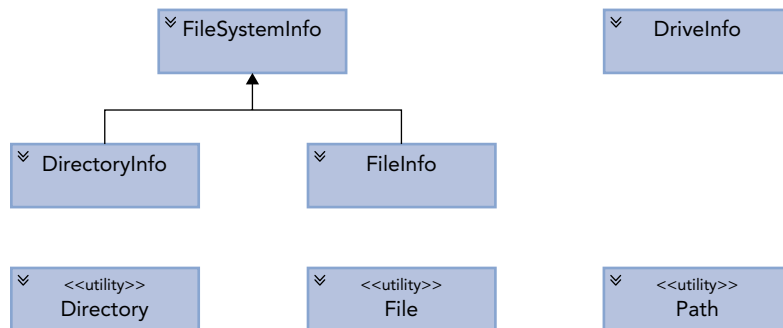 FileSystemInfo
DriveInfo
DirectoryInfo
FileInfo
<<utility>>
Directory
<<utility>>
File
<<utility>>
Path